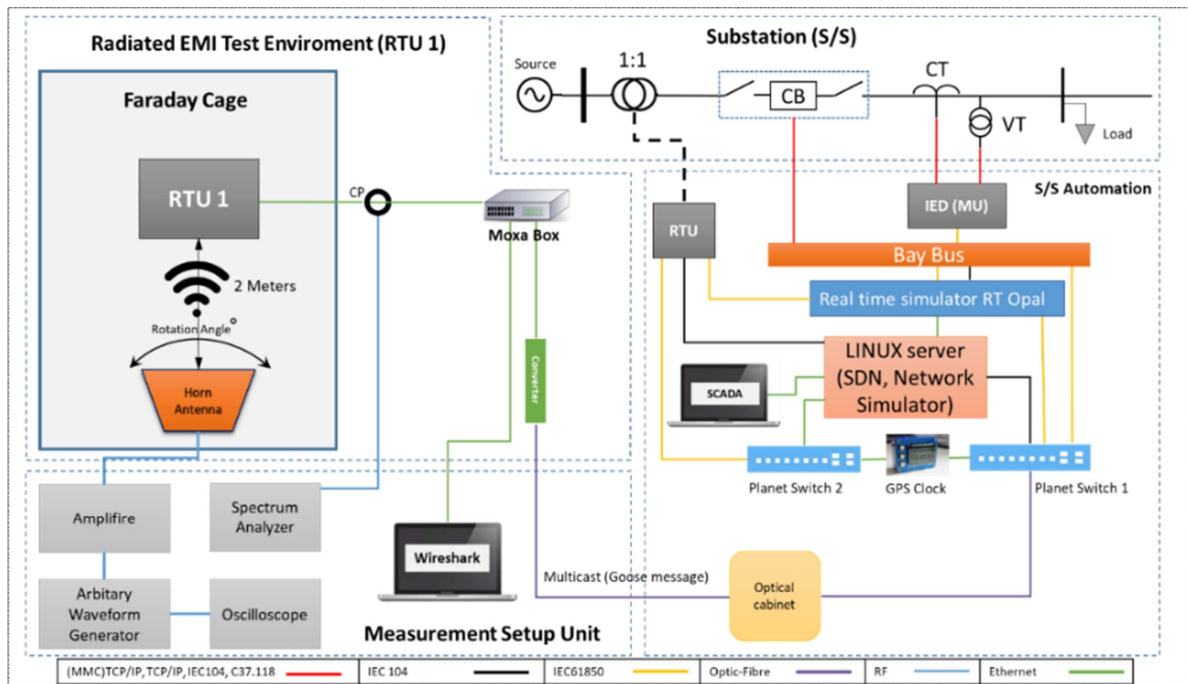 Radiated EMI Test Enviroment (RTU 1)
Faraday Cage
RTU 1
2 Meters
Rotation Angle°
Horn
Antenna
CP
Moxa Box
Converter
Substation (S/S)
Source
1:1
CB
CT
VT
Load
S/S Automation
RTU
IED (MU)
Bay Bus
Real time simulator RT Opal
LINUX server
(SDN, Network
Simulator)
SCADA
Planet Switch 2
GPS Clock
Planet Switch 1
Amplifire
Spectrum
Analyzer
Arbitary
Waveform
Generator
Oscilloscope
Wireshark
Multicast (Goose message)
Optical
cabinet
Measurement Setup Unit
(MMC)TCP/IP, TCP/IP, IEC104, C37.118
IEC 104
IEC61850
Optic-Fibre
RF
Ethernet